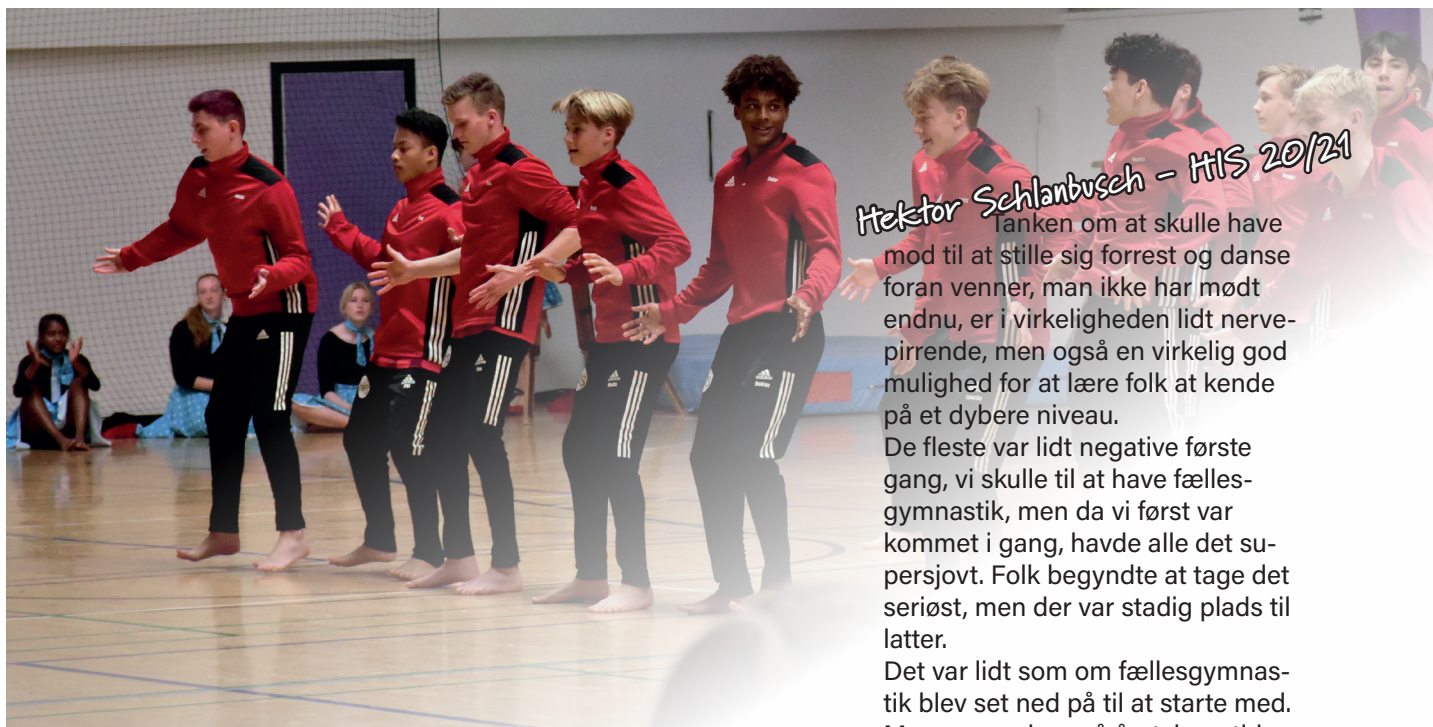 Hektor Schlanbusch – HIS 20/21
Tanken om at skulle have
mod til at stille sig forrest og danse
foran venner, man ikke har mødt
endnu, er i virkeligheden lidt nerve-
pirrende, men også en virkelig god
mulighed for at lære folk at kende
på et dybere niveau.
De fleste var lidt negative første
gang, vi skulle til at have fælles-
gymnastik, men da vi først var
kommet i gang, havde alle det su-
persjovt. Folk begyndte at tage det
seriøst, men der var stadig plads til
latter.
Det var lidt som om fællesgymnas-
tik blev set ned på til at starte med.